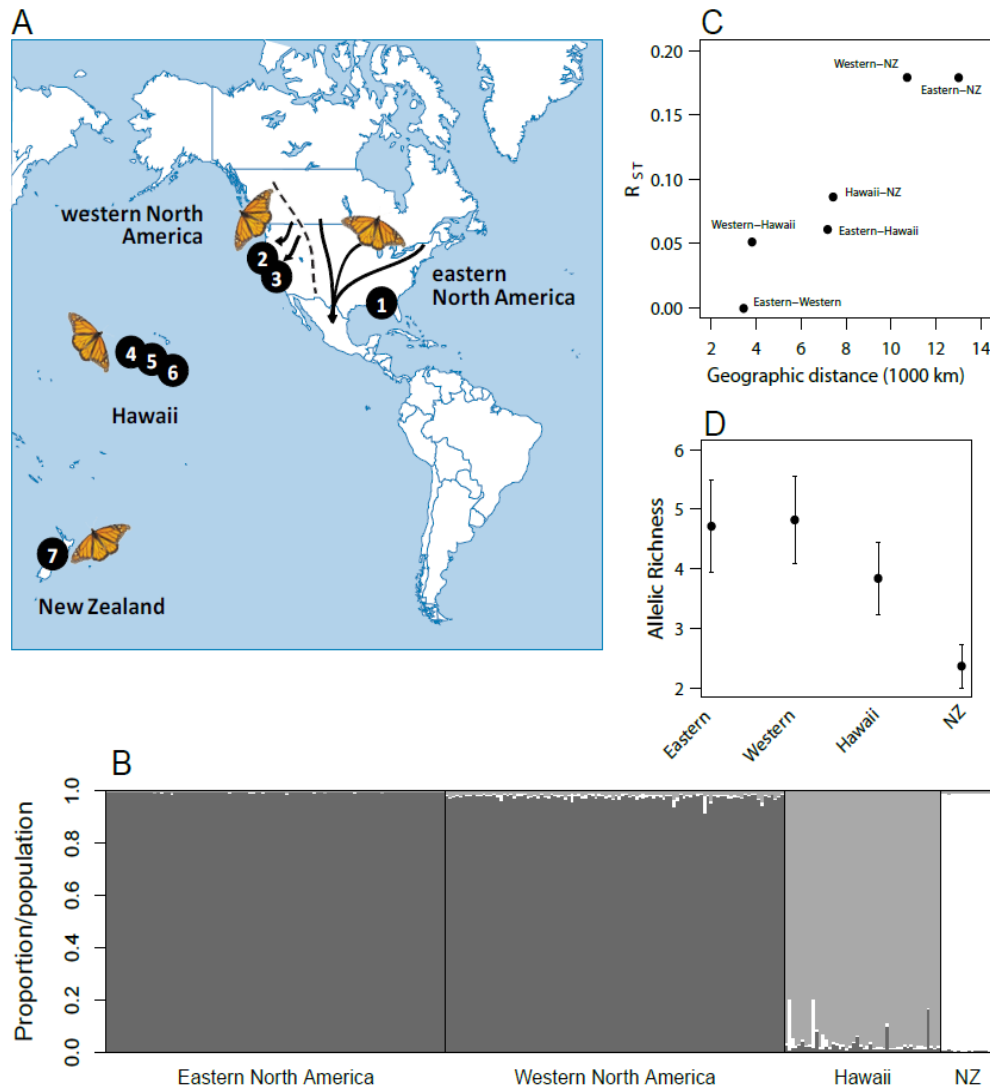 A
western North
America
2
3
1
eastern
North America
4
5
6
Hawaii
7
New Zealand
C
0.20
0.15
0.10
0.05
0.00
R ST
Western–NZ
Eastern–NZ
Hawaii–NZ
Western–Hawaii
Eastern–Hawaii
Eastern–Western
2 4 6 8 10 12 14
Geographic distance (1000 km)
D
6
5
4
3
2
Allelic Richness
Eastern
Western
Hawaii
NZ
B
1.0
0.8
0.6
0.4
0.2
0.0
Proportion/population
Eastern North America Western North America Hawaii NZ